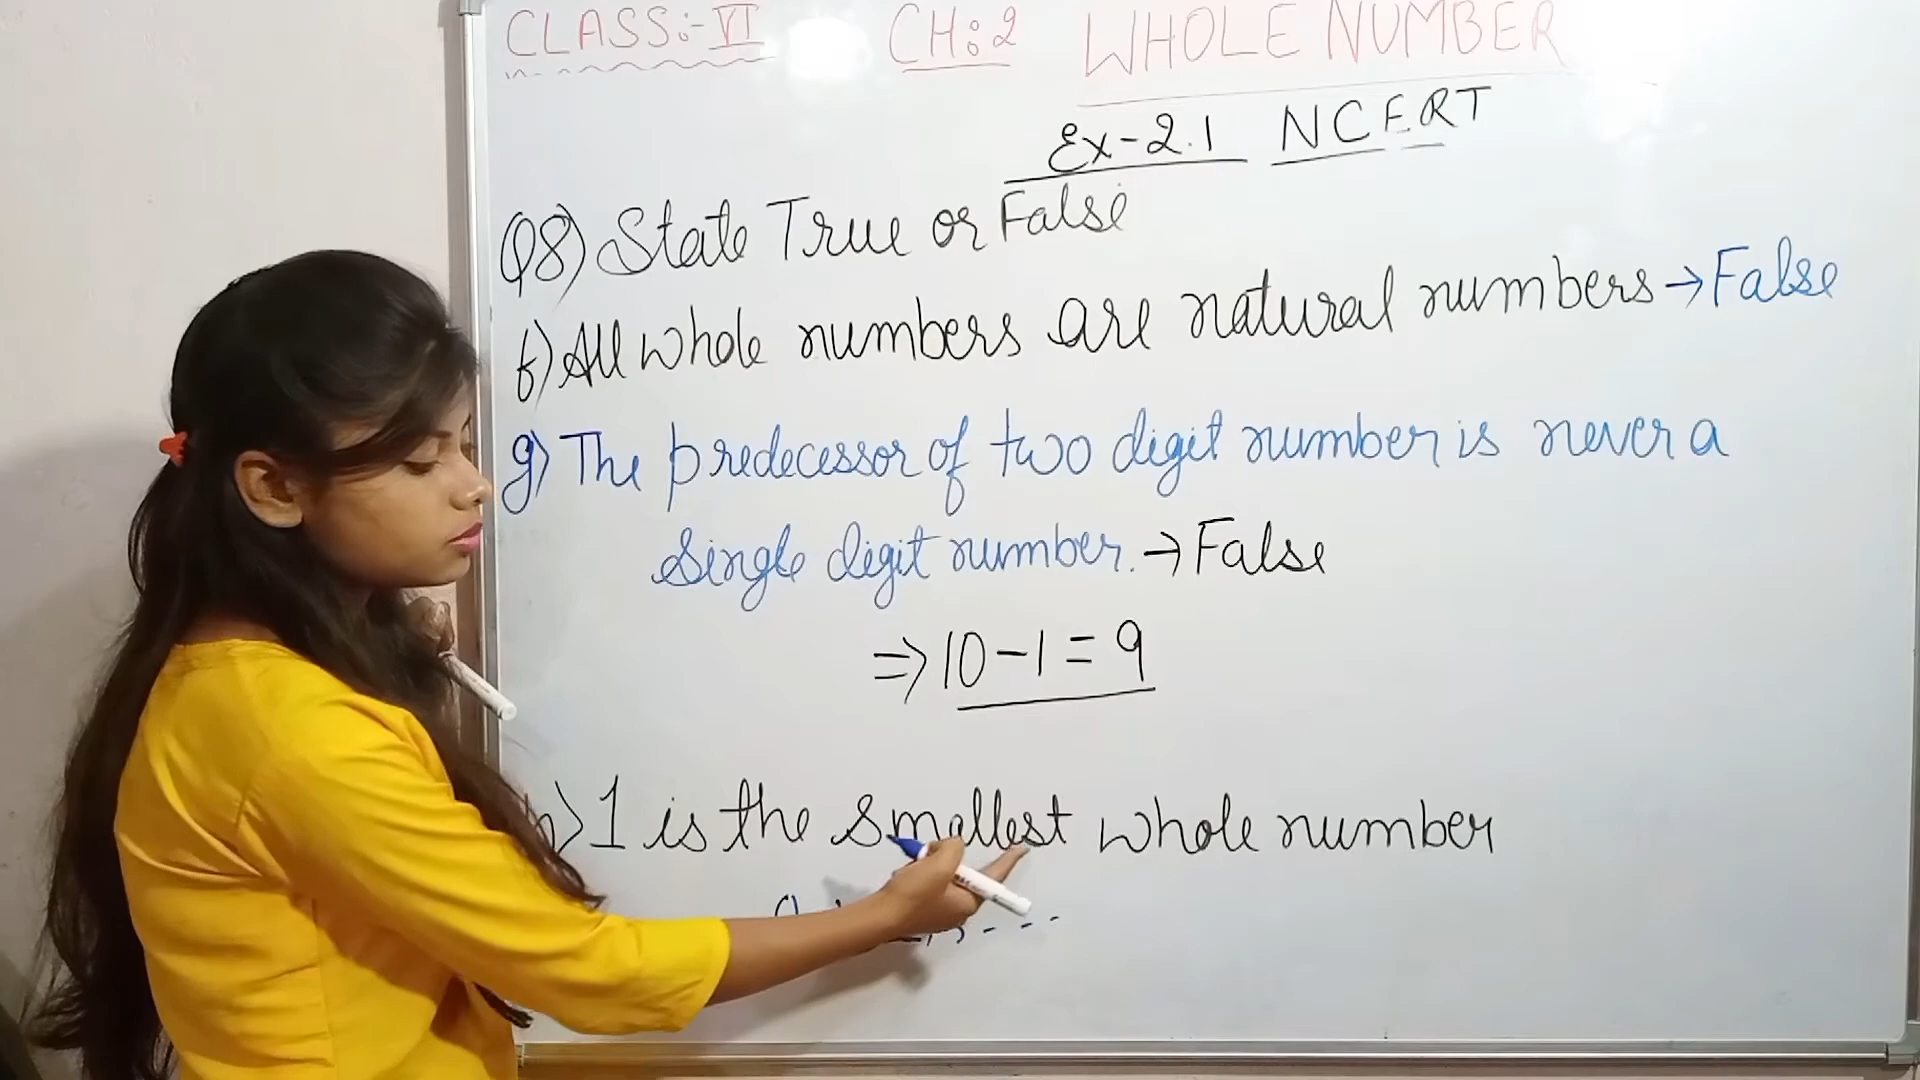 CLASS:- VI CH:2 WHOLE NUMBER
Ex-2.1 NCERT
Q8) State True or False
f) All whole numbers are natural numbers → False
g) The predecessor of two digit number is never a
single digit number. → False
⇒ 10 - 1 = 9
h) 1 is the smallest whole number